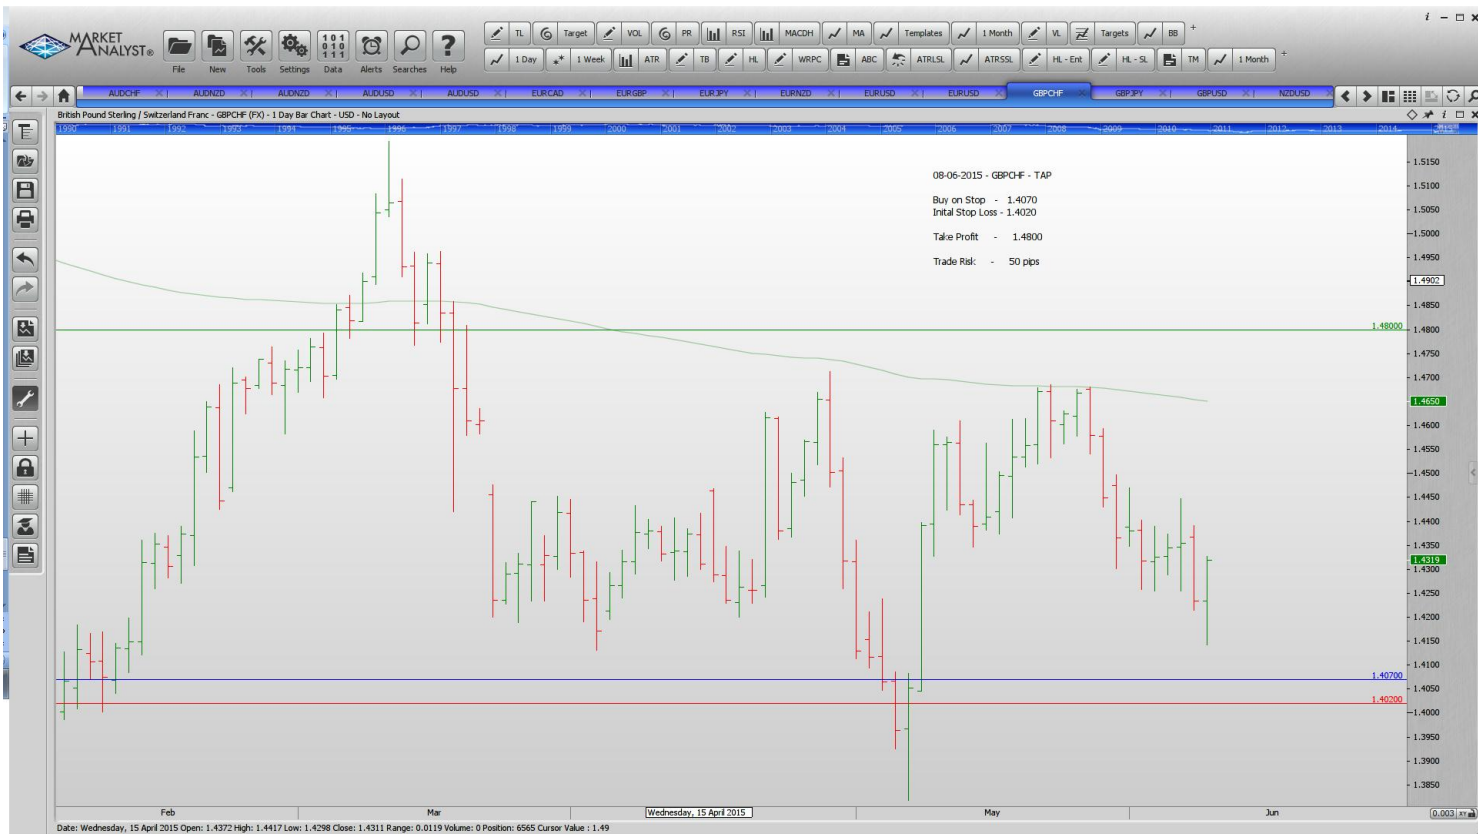 MARKET
ANALYST®
File New Tools Settings Data Alerts Searches Help
TL Target VOL PR RSI MACDH MA Templates 1 Month VL Targets BB
1 Day 1 Week ATR TB HL WRPC ABC ATRLSL ATRSSL HL - Ent HL - SL TM 1 Month
AUDCHF AUDNZD AUDNZD AUDUSD AUDUSD EURCAD EURGBP EURJPY EURNZD EURUSD EURUSD GBPCHF GBPJPY GBPUSD NZDUSD
British Pound Sterling / Switzerland Franc - GBPCHF (FX) - 1 Day Bar Chart - USD - No Layout
1990 1991 1992 1993 1994 1995 1996 1997 1998 1999 2000 2001 2002 2003 2004 2005 2006 2007 2008 2009 2010 2011 2012 2013 2014
08-06-2015 - GBPCHF - TAP
Buy on Stop - 1.4070
Inital Stop Loss - 1.4020
Take Profit - 1.4800
Trade Risk - 50 pips
1.5150
1.5100
1.5050
1.5000
1.4950
1.4902
1.4850
1.48000 1.4800
1.4750
1.4700
1.4650
1.4600
1.4550
1.4500
1.4450
1.4400
1.4350
1.4319
1.4300
1.4250
1.4200
1.4150
1.4100
1.40700
1.4050
1.40200
1.4000
1.3950
1.3900
1.3850
Feb Mar Wednesday, 15 April 2015 May Jun 0.003 XY
Date: Wednesday, 15 April 2015 Open: 1.4372 High: 1.4417 Low: 1.4298 Close: 1.4311 Range: 0.0119 Volume: 0 Position: 6565 Cursor Value : 1.49